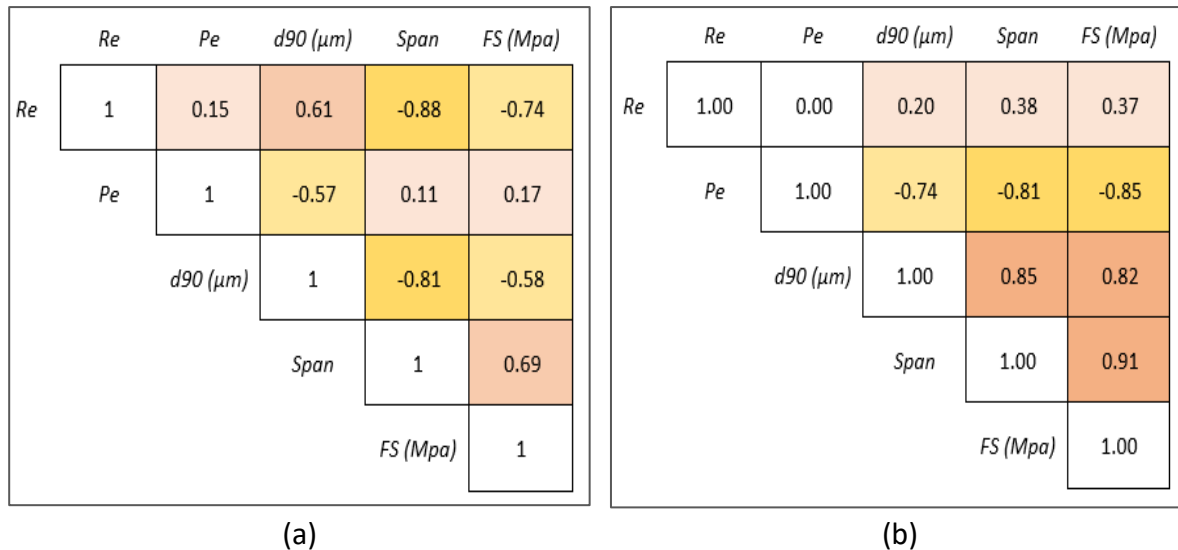 Re Pe d90 (μm) Span FS (Mpa)
Re 1 0.15 0.61 -0.88 -0.74
Pe 1 -0.57 0.11 0.17
d90 (μm) 1 -0.81 -0.58
Span 1 0.69
FS (Mpa) 1
(a)
Re Pe d90 (μm) Span FS (Mpa)
Re 1.00 0.00 0.20 0.38 0.37
Pe 1.00 -0.74 -0.81 -0.85
d90 (μm) 1.00 0.85 0.82
Span 1.00 0.91
FS (Mpa) 1.00
(b)